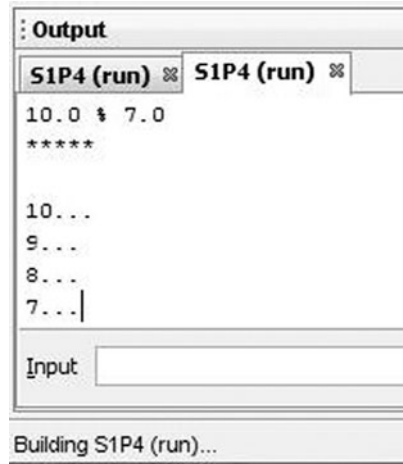 Output
S1P4 (run) S1P4 (run)
10.0 % 7.0
*****
10...
9...
8...
7...
Input
Building S1P4 (run)...